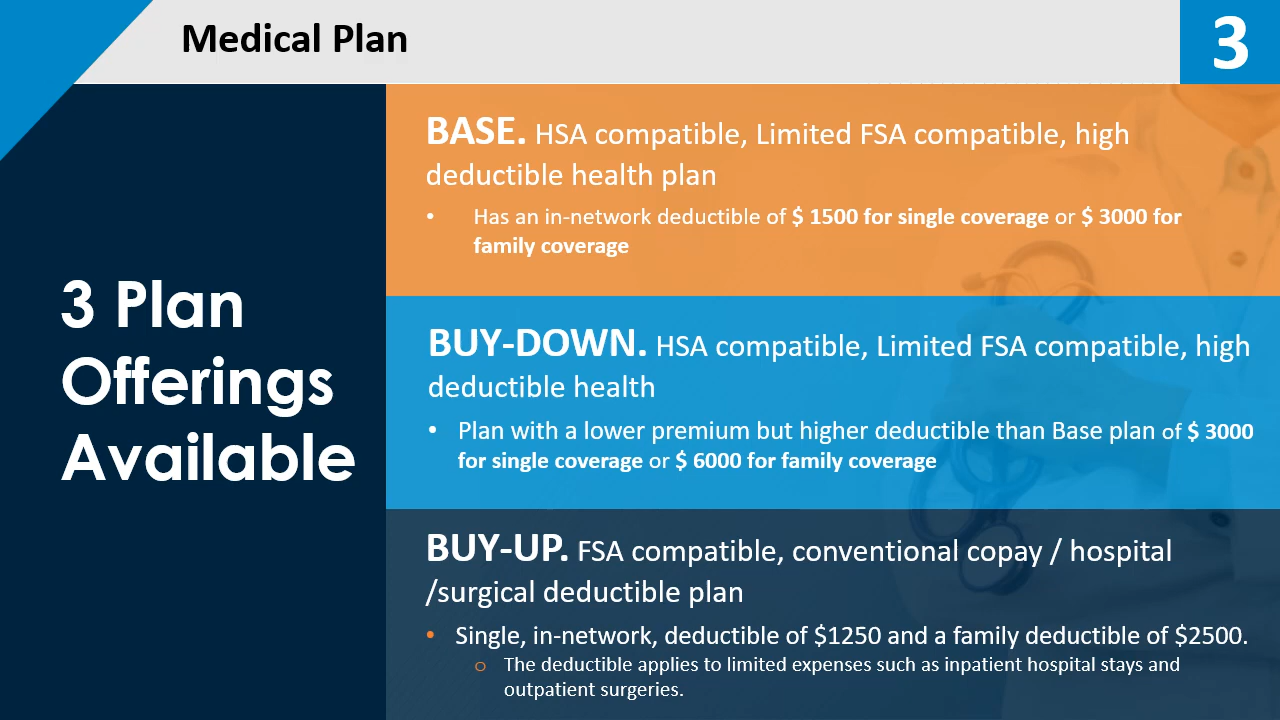 Medical Plan
3
3 Plan
Offerings
Available
BASE. HSA compatible, Limited FSA compatible, high
deductible health plan
• Has an in-network deductible of $ 1500 for single coverage or $ 3000 for
family coverage
BUY-DOWN. HSA compatible, Limited FSA compatible, high
deductible health
• Plan with a lower premium but higher deductible than Base plan of $ 3000
for single coverage or $ 6000 for family coverage
BUY-UP. FSA compatible, conventional copay / hospital
/surgical deductible plan
• Single, in-network, deductible of $1250 and a family deductible of $2500.
o The deductible applies to limited expenses such as inpatient hospital stays and
outpatient surgeries.